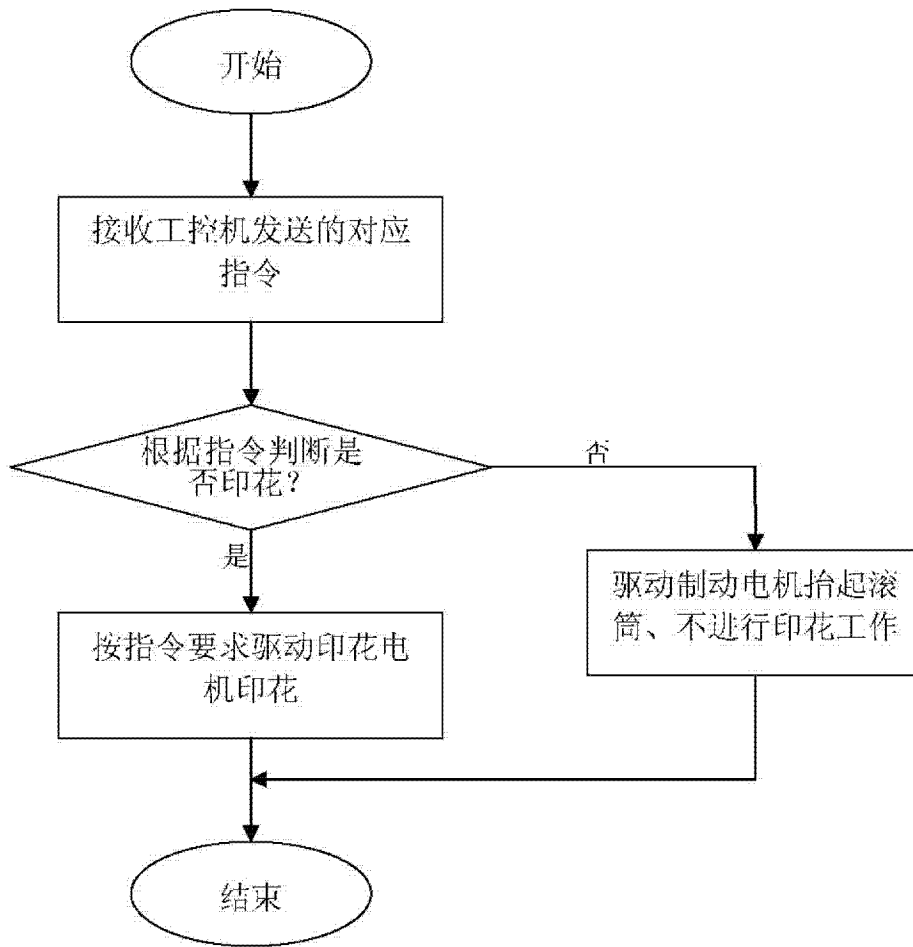 开始
接收工控机发送的对应
指令
根据指令判断是
否印花？
否
是
驱动制动电机抬起滚
筒、不进行印花工作
按指令要求驱动印花电
机印花
结束